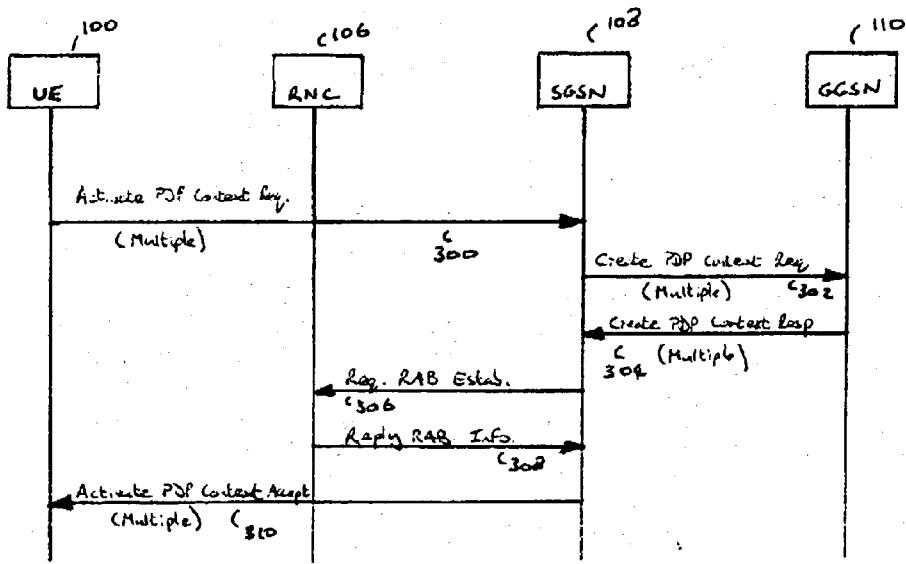 100
106
108
110
UE
RNC
SGSN
GGSN
Activate PDP Context Req.
(Multiple)
300
Create PDP Context Req
(Multiple)
302
Create PDP Context Resp
304 (Multiple)
Req. RAB Estab.
306
Reply RAB Info.
308
Activate PDP Context Accept
(Multiple)
310